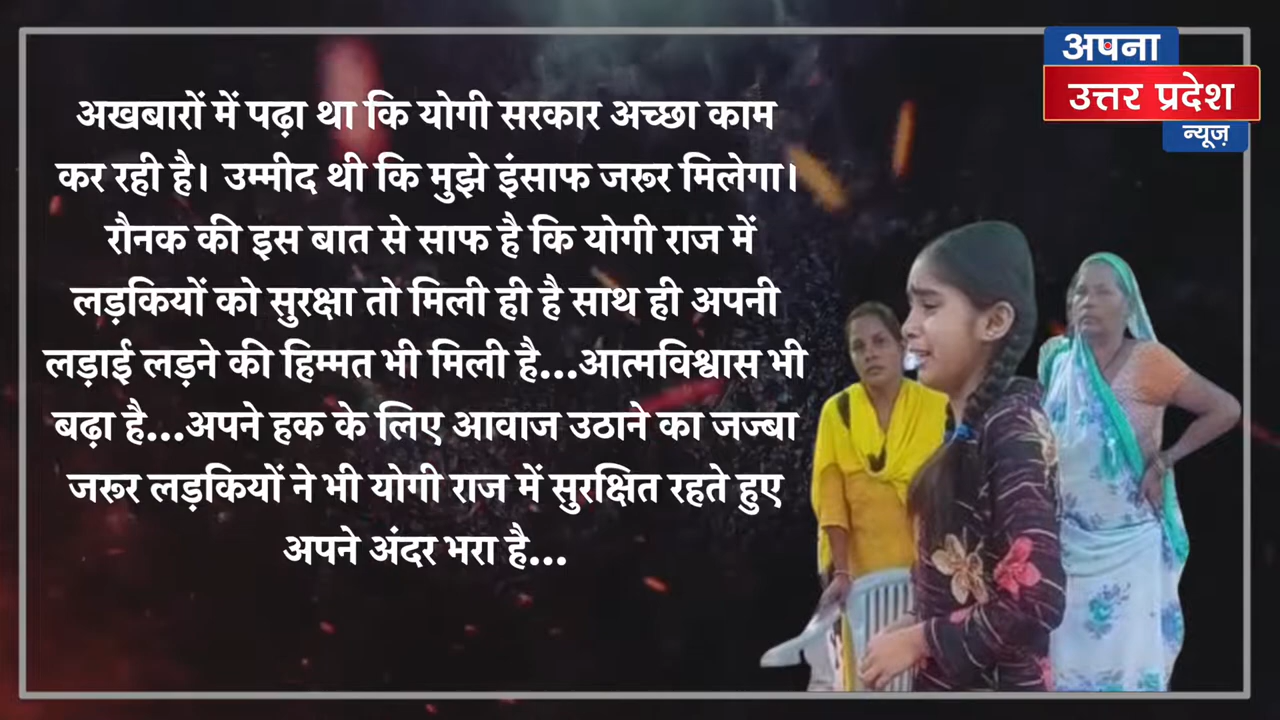 अपना
उत्तर प्रदेश
न्यूज़
अखबारों में पढ़ा था कि योगी सरकार अच्छा काम
कर रही है। उम्मीद थी कि मुझे इंसाफ जरूर मिलेगा।
रौनक की इस बात से साफ है कि योगी राज में
लड़कियों को सुरक्षा तो मिली ही है साथ ही अपनी
लड़ाई लड़ने की हिम्मत भी मिली है...आत्मविश्वास भी
बढ़ा है...अपने हक के लिए आवाज उठाने का जज्बा
जरूर लड़कियों ने भी योगी राज में सुरक्षित रहते हुए
अपने अंदर भरा है...